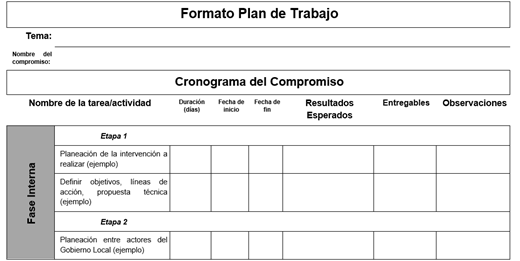 Formato Plan de Trabajo
Tema:
Nombre del
compromiso:
Cronograma del Compromiso
Nombre de la tarea/actividad
Duración
(días)
Fecha de
inicio
Fecha de
fin
Resultados
Esperados
Entregables
Observaciones
Fase Interna
Etapa 1
Planeación de la intervención a
realizar (ejemplo)
Definir objetivos, líneas de
acción, propuesta técnica
(ejemplo)
Etapa 2
Planeación entre actores del
Gobierno Local (ejemplo)